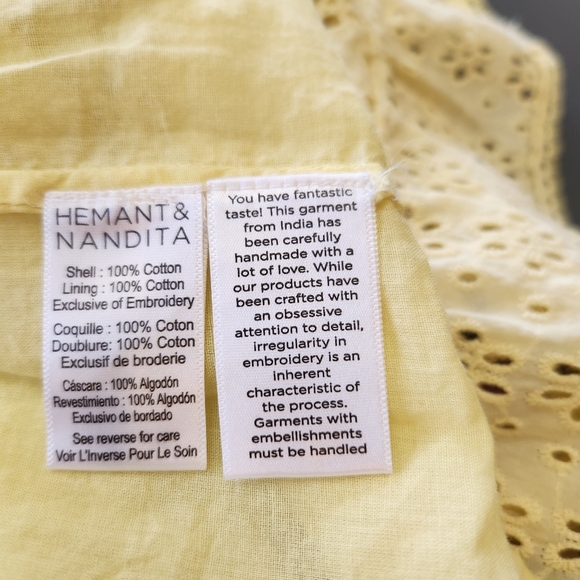 HEMANT &
NANDITA
Shell : 100% Cotton
Lining : 100% Cotton
Exclusive of Embroidery
Coquilie : 100% Coton
Doublure: 100% Coton
Exclusif de broderie
Cáscara : 100% Algodón
Revestimiento : 100% Algodón
Exclusivo de bordado
See reverse for care
Voir L'Inverse Pour Le Soin
You have fantastic
taste! This garment
from India has
been carefully
handmade with a
lot of love. While
our products have
been crafted with
an obsessive
attention to detail,
irregularity in
embroidery is an
inherent
characteristic of
the process.
Garments with
embellishments
must be handled